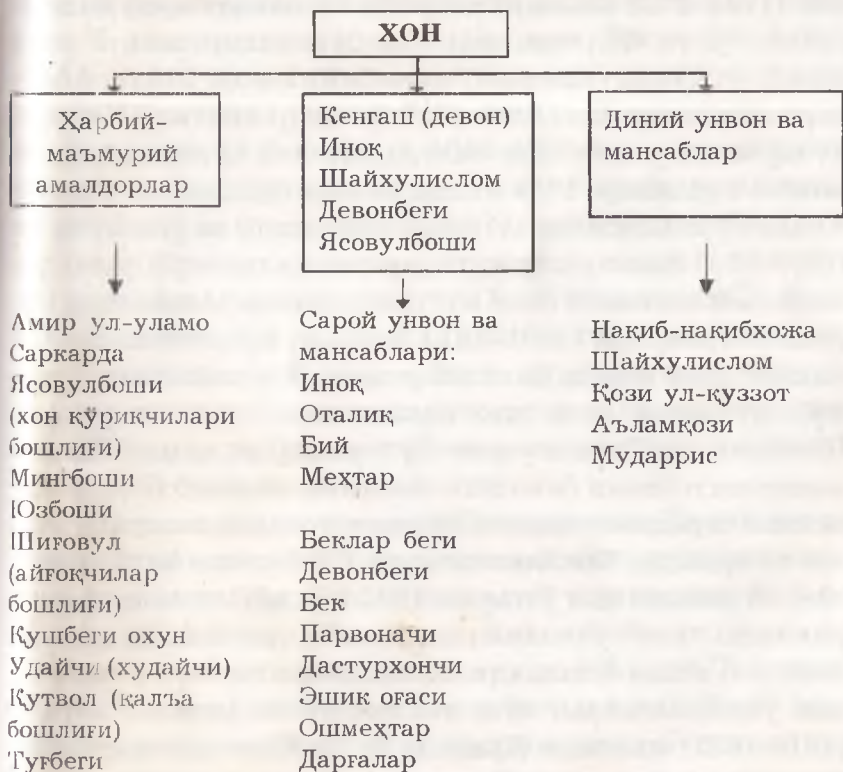 ХОН
Ҳарбий-
маъмурий
амалдорлар
Кенгаш (девон)
Иноқ
Шайхулислом
Девонбеги
Ясовулбоши
Диний унвон ва
мансаблар
Амир ул-уламо
Саркарда
Ясовулбоши
(хон қўриқчилари
бошлиғи)
Мингбоши
Юзбоши
Шиғовул
(айғоқчилар
бошлиғи)
Қушбеги охун
Удайчи (худайчи)
Қутвол (қалъа
бошлиғи)
Туғбеги
Сарой унвон ва
мансаблари:
Иноқ
Оталиқ
Бий
Меҳтар
Беклар беги
Девонбеги
Бек
Парвоначи
Дастурхончи
Эшик оғаси
Ошмеҳтар
Дарғалар
Нақиб-нақибхожа
Шайхулислом
Қози ул-қуззот
Аъламқози
Мударрис